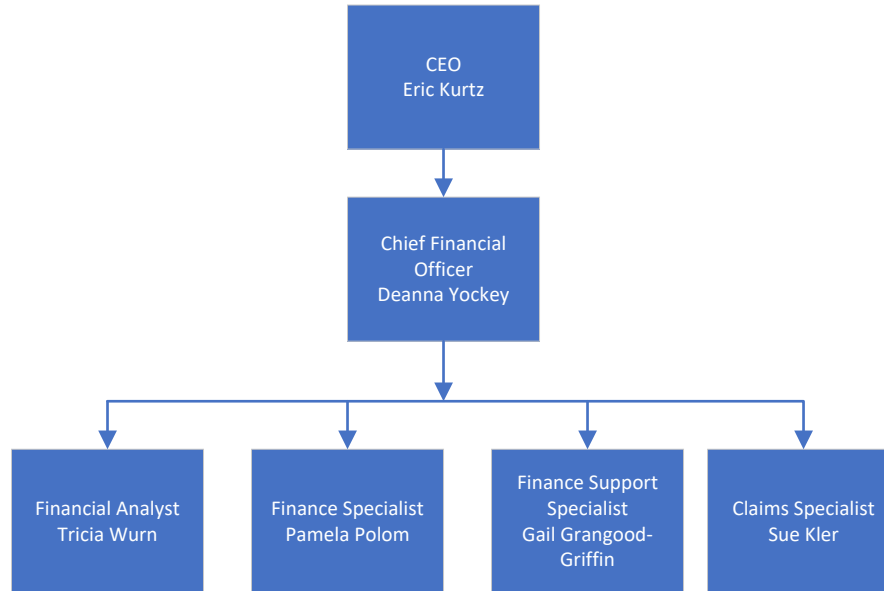 CEO
Eric Kurtz
Chief Financial
Officer
Deanna Yockey
Financial Analyst
Tricia Wurn
Finance Specialist
Pamela Polom
Finance Support
Specialist
Gail Grangood-
Griffin
Claims Specialist
Sue Kler